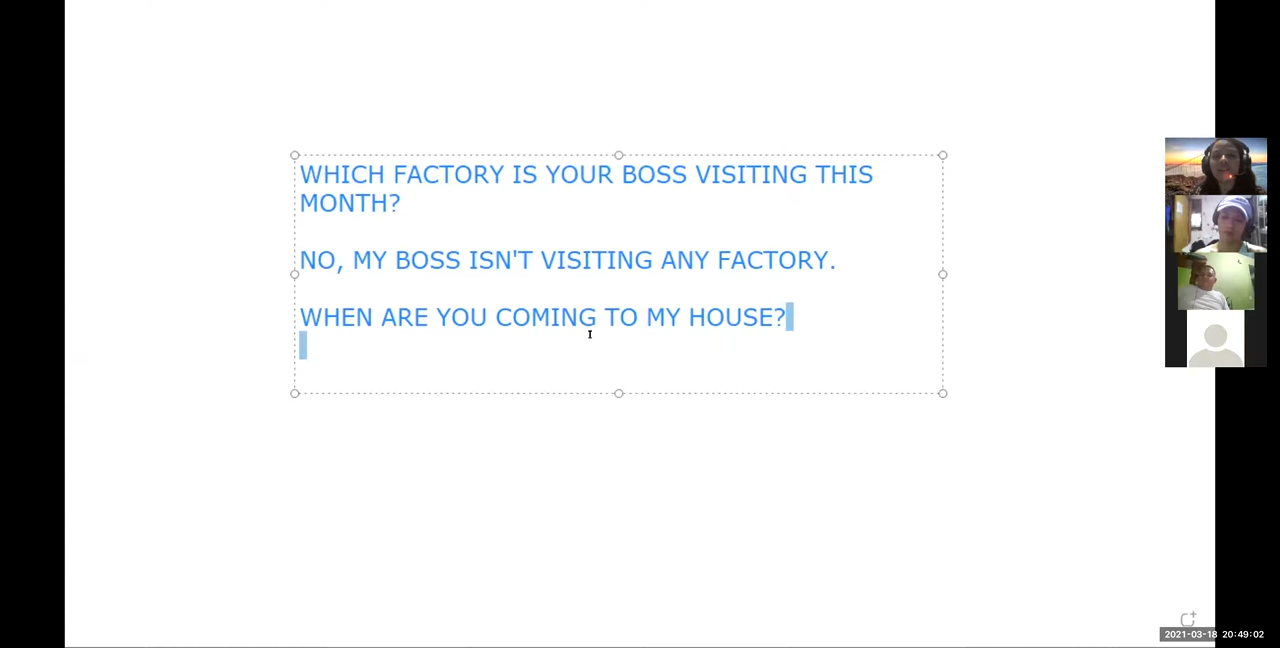 WHICH FACTORY IS YOUR BOSS VISITING THIS
MONTH?
NO, MY BOSS ISN'T VISITING ANY FACTORY.
WHEN ARE YOU COMING TO MY HOUSE?
2021-03-18 20:49:02